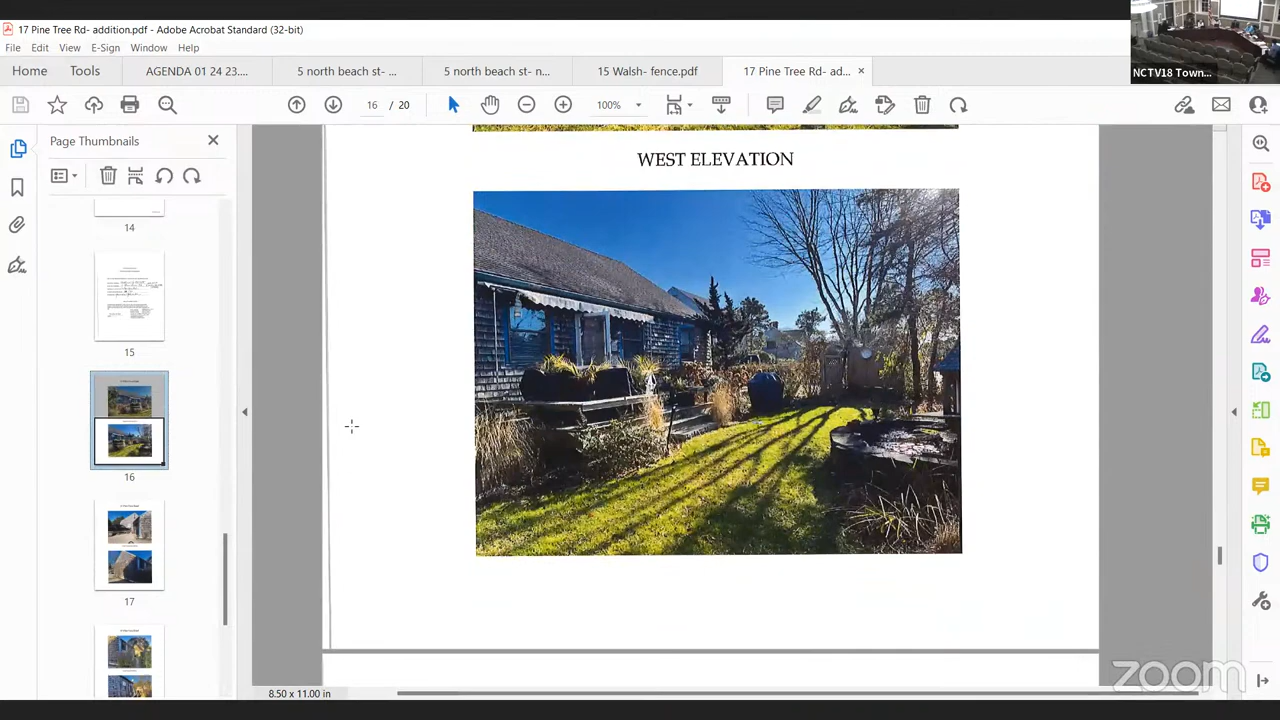 17 Pine Tree Rd- addition.pdf - Adobe Acrobat Standard (32-bit)
File Edit View E-Sign Window Help
Home Tools AGENDA 01 24 23.... 5 north beach st- ... 5 north beach st- n... 15 Walsh- fence.pdf 17 Pine Tree Rd- ad... ×
NCTV18 Town...
16 / 20 100%
Page Thumbnails
WEST ELEVATION
14
15
16
17
8.50 x 11.00 in
zoom